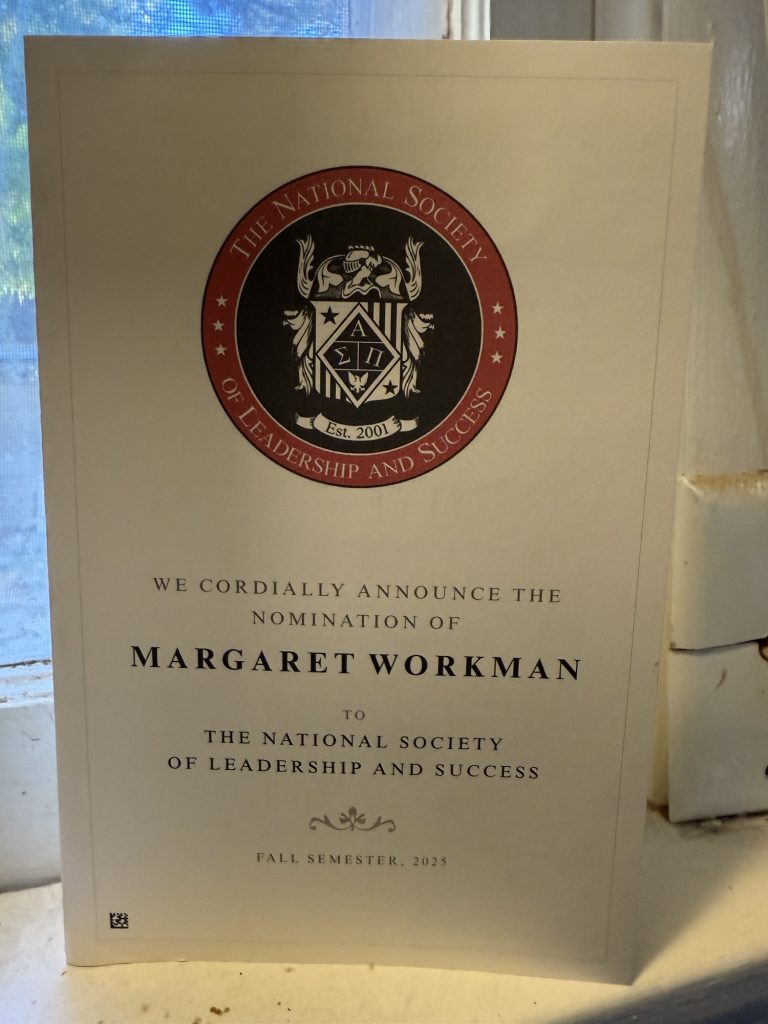 THE NATIONAL SOCIETY
OF LEADERSHIP AND SUCCESS
Α
Σ Π
Est. 2001
WE CORDIALLY ANNOUNCE THE
NOMINATION OF
MARGARET WORKMAN
TO
THE NATIONAL SOCIETY
OF LEADERSHIP AND SUCCESS
FALL SEMESTER, 2025